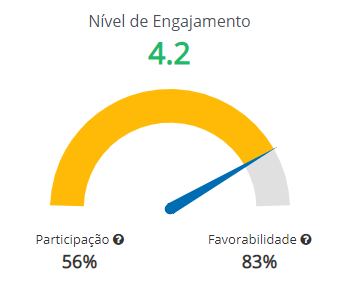 Nível de Engajamento
4.2
Participação ?
Favorabilidade ?
56%
83%